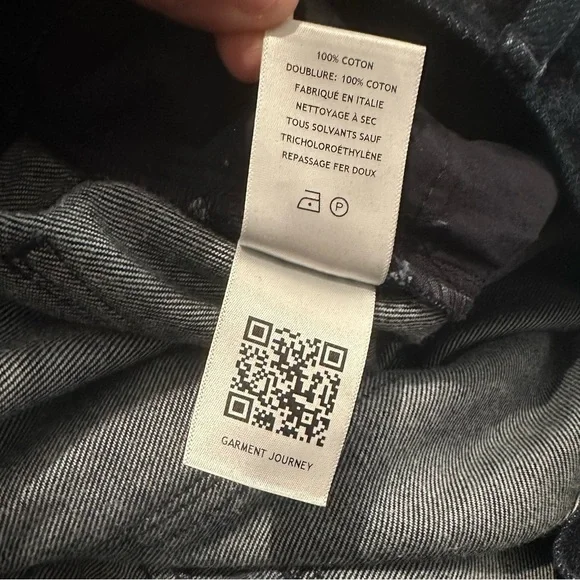 100% COTON
DOUBLURE: 100% COTON
FABRIQUÉ EN ITALIE
NETTOYAGE À SEC
TOUS SOLVANTS SAUF
TRICHOLOROÉTHYLÈNE
REPASSAGE FER DOUX
P
GARMENT JOURNEY